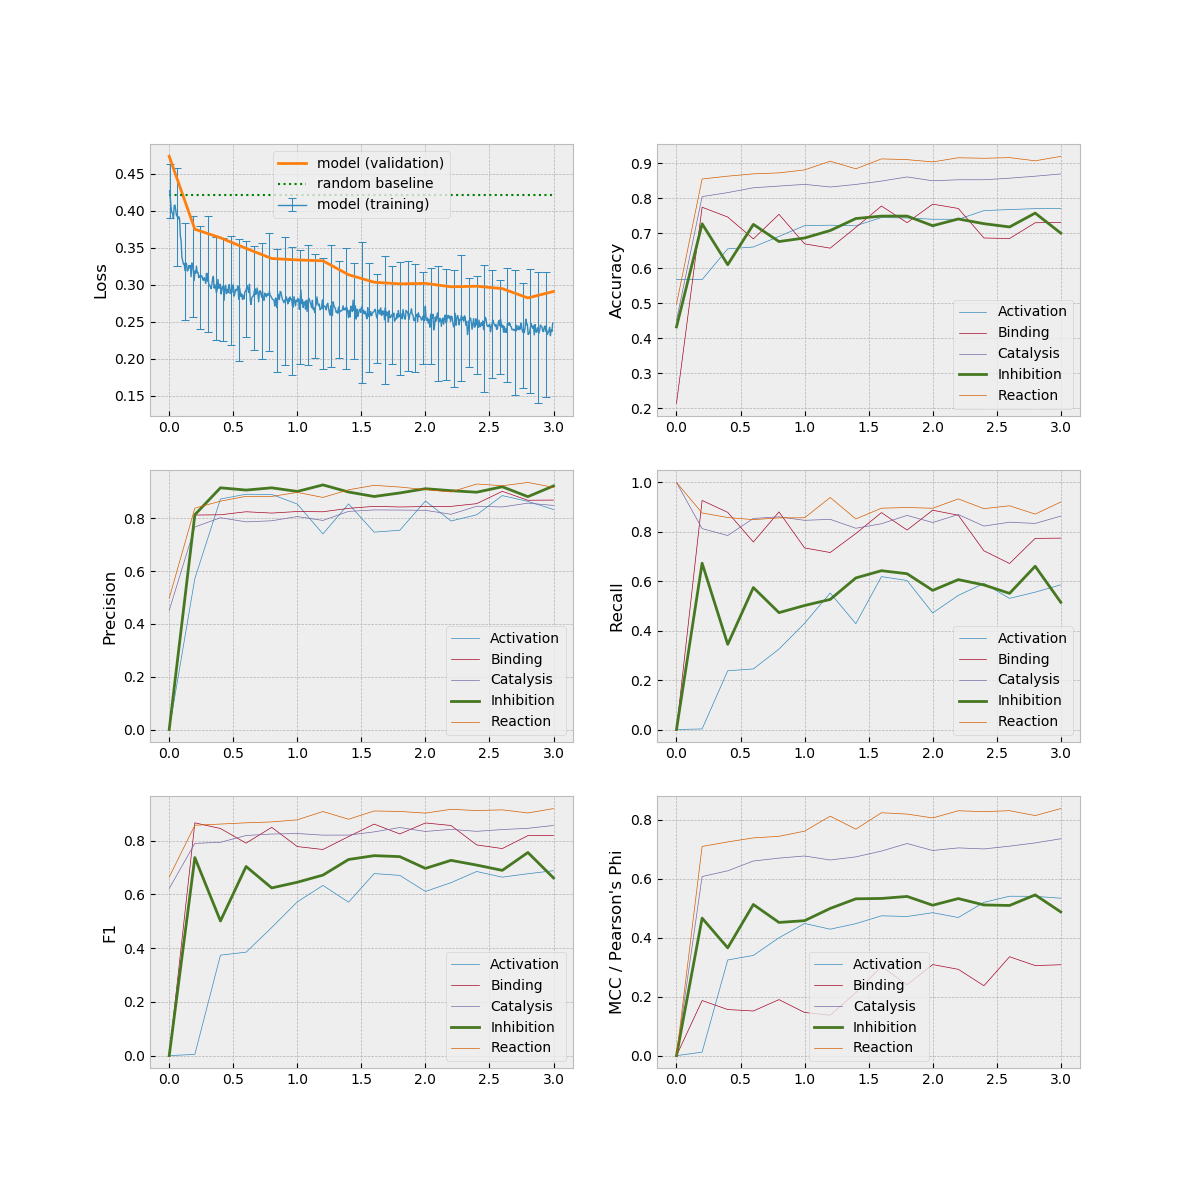 model (validation)
random baseline
model (training)
Loss
0.45
0.40
0.35
0.30
0.25
0.20
0.15
0.0 0.5 1.0 1.5 2.0 2.5 3.0
Accuracy
0.9
0.8
0.7
0.6
0.5
0.4
0.3
0.2
Activation
Binding
Catalysis
Inhibition
Reaction
0.0 0.5 1.0 1.5 2.0 2.5 3.0
Precision
0.8
0.6
0.4
0.2
0.0
Activation
Binding
Catalysis
Inhibition
Reaction
0.0 0.5 1.0 1.5 2.0 2.5 3.0
Recall
1.0
0.8
0.6
0.4
0.2
0.0
Activation
Binding
Catalysis
Inhibition
Reaction
0.0 0.5 1.0 1.5 2.0 2.5 3.0
F1
0.8
0.6
0.4
0.2
0.0
Activation
Binding
Catalysis
Inhibition
Reaction
0.0 0.5 1.0 1.5 2.0 2.5 3.0
MCC / Pearson's Phi
0.8
0.6
0.4
0.2
0.0
Activation
Binding
Catalysis
Inhibition
Reaction
0.0 0.5 1.0 1.5 2.0 2.5 3.0